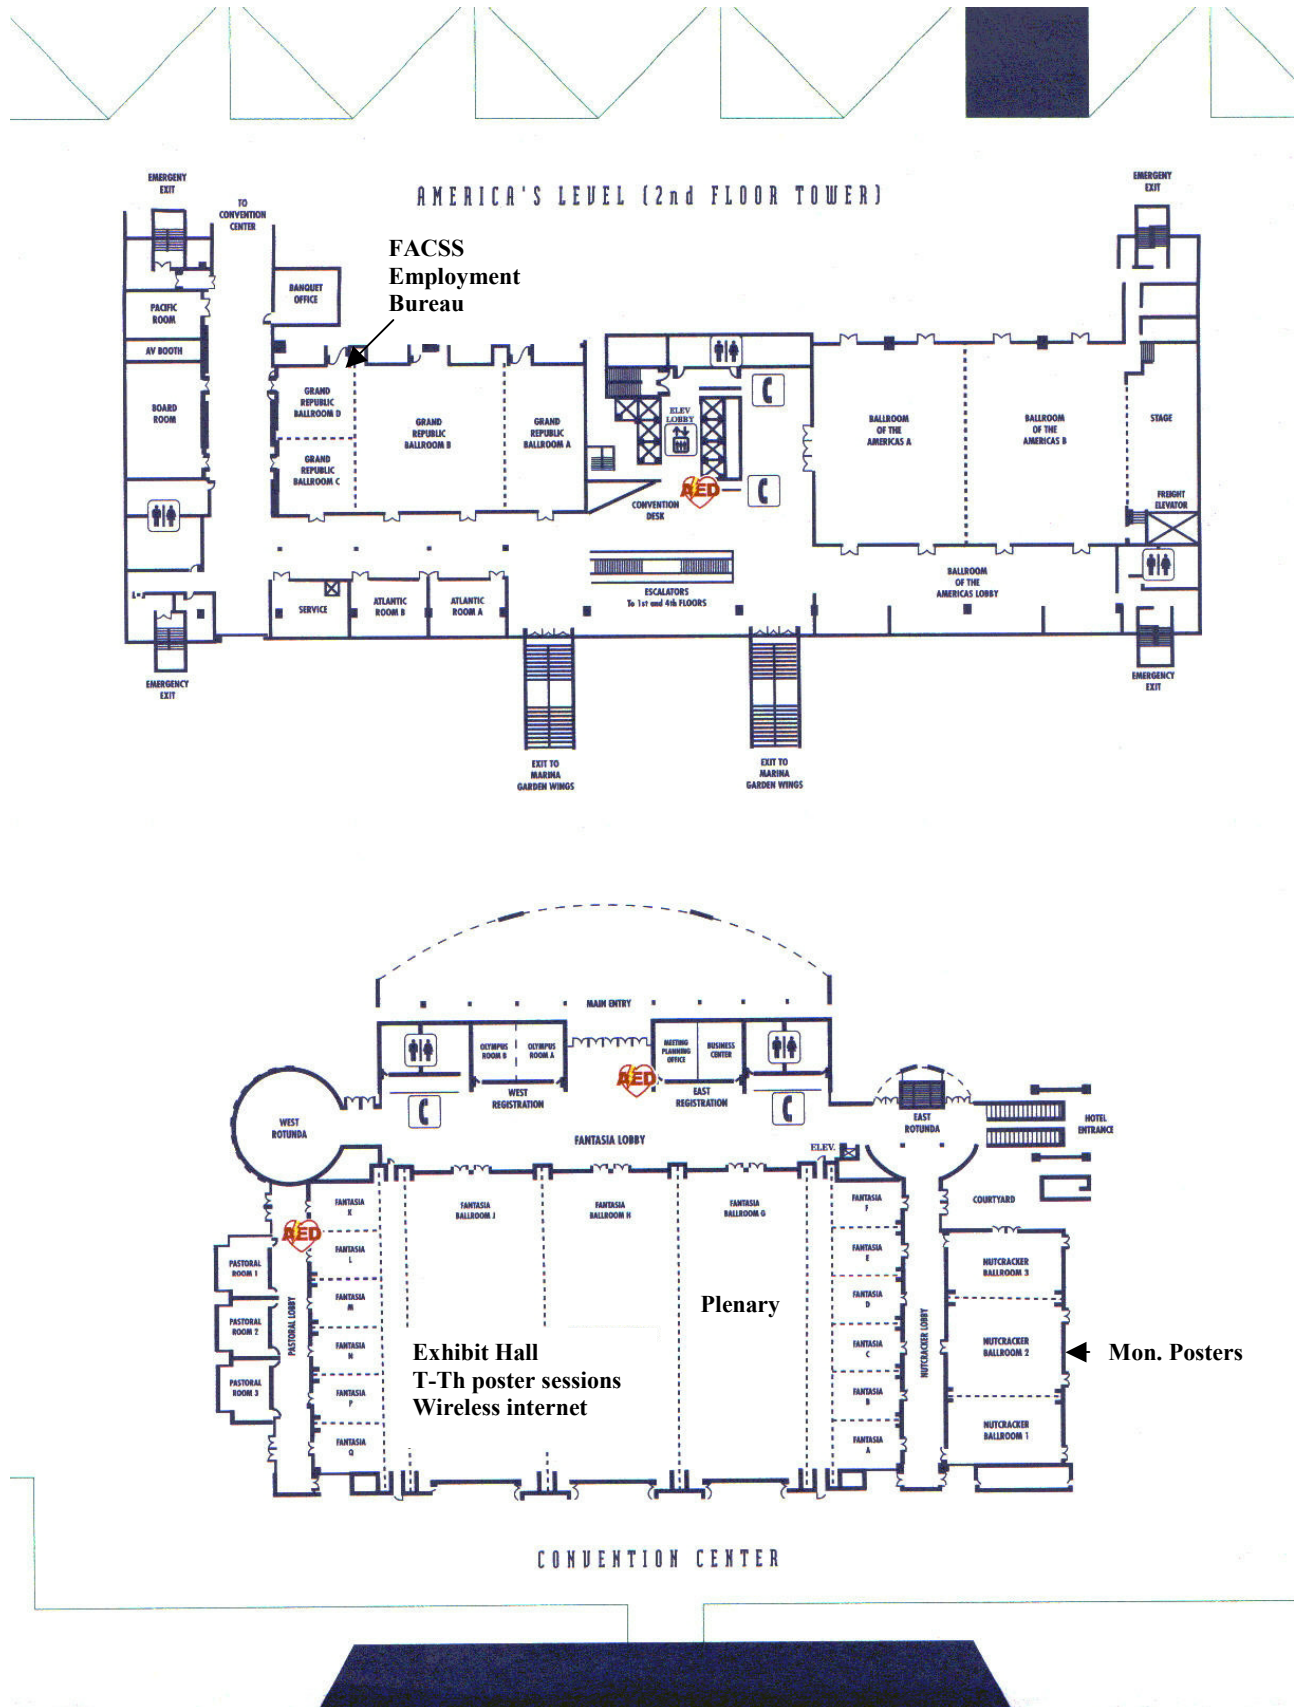 AMERICA'S LEVEL (2nd FLOOR TOWER)
EMERGENY
EXIT
TO
CONVENTION
CENTER
EMERGENY
EXIT
FACSS
Employment
Bureau
BANQUET
OFFICE
PACIFIC
ROOM
AV BOOTH
BOARD
ROOM
GRAND
REPUBLIC
BALLROOM D
GRAND
REPUBLIC
BALLROOM C
GRAND
REPUBLIC
BALLROOM B
GRAND
REPUBLIC
BALLROOM A
ELEV
LOBBY
AED
CONVENTION
DESK
BALLROOM
OF THE
AMERICAS A
BALLROOM
OF THE
AMERICAS B
STAGE
FREIGHT
ELEVATOR
BALLROOM
OF THE
AMERICAS LOBBY
SERVICE
ATLANTIC
ROOM B
ATLANTIC
ROOM A
ESCALATORS
To 1st and 4th FLOORS
EMERGENCY
EXIT
EMERGENCY
EXIT
EXIT TO
MARINA
GARDEN WINGS
EXIT TO
MARINA
GARDEN WINGS
MAIN ENTRY
OLYMPUS
ROOM B
OLYMPUS
ROOM A
MEETING
PLANNING
OFFICE
BUSINESS
CENTER
AED
WEST
REGISTRATION
EAST
REGISTRATION
WEST
ROTUNDA
FANTASIA LOBBY
ELEV.
EAST
ROTUNDA
HOTEL
ENTRANCE
COURTYARD
AED
FANTASIA
K
FANTASIA
L
FANTASIA
M
FANTASIA
N
FANTASIA
P
FANTASIA
Q
PASTORAL
ROOM 1
PASTORAL
ROOM 2
PASTORAL
ROOM 3
PASTORAL LOBBY
FANTASIA
BALLROOM J
FANTASIA
BALLROOM H
FANTASIA
BALLROOM G
Plenary
Exhibit Hall
T-Th poster sessions
Wireless internet
FANTASIA
F
FANTASIA
E
FANTASIA
D
FANTASIA
C
FANTASIA
B
FANTASIA
A
NUTCRACKER LOBBY
NUTCRACKER
BALLROOM 3
NUTCRACKER
BALLROOM 2
NUTCRACKER
BALLROOM 1
Mon. Posters
CONVENTION CENTER